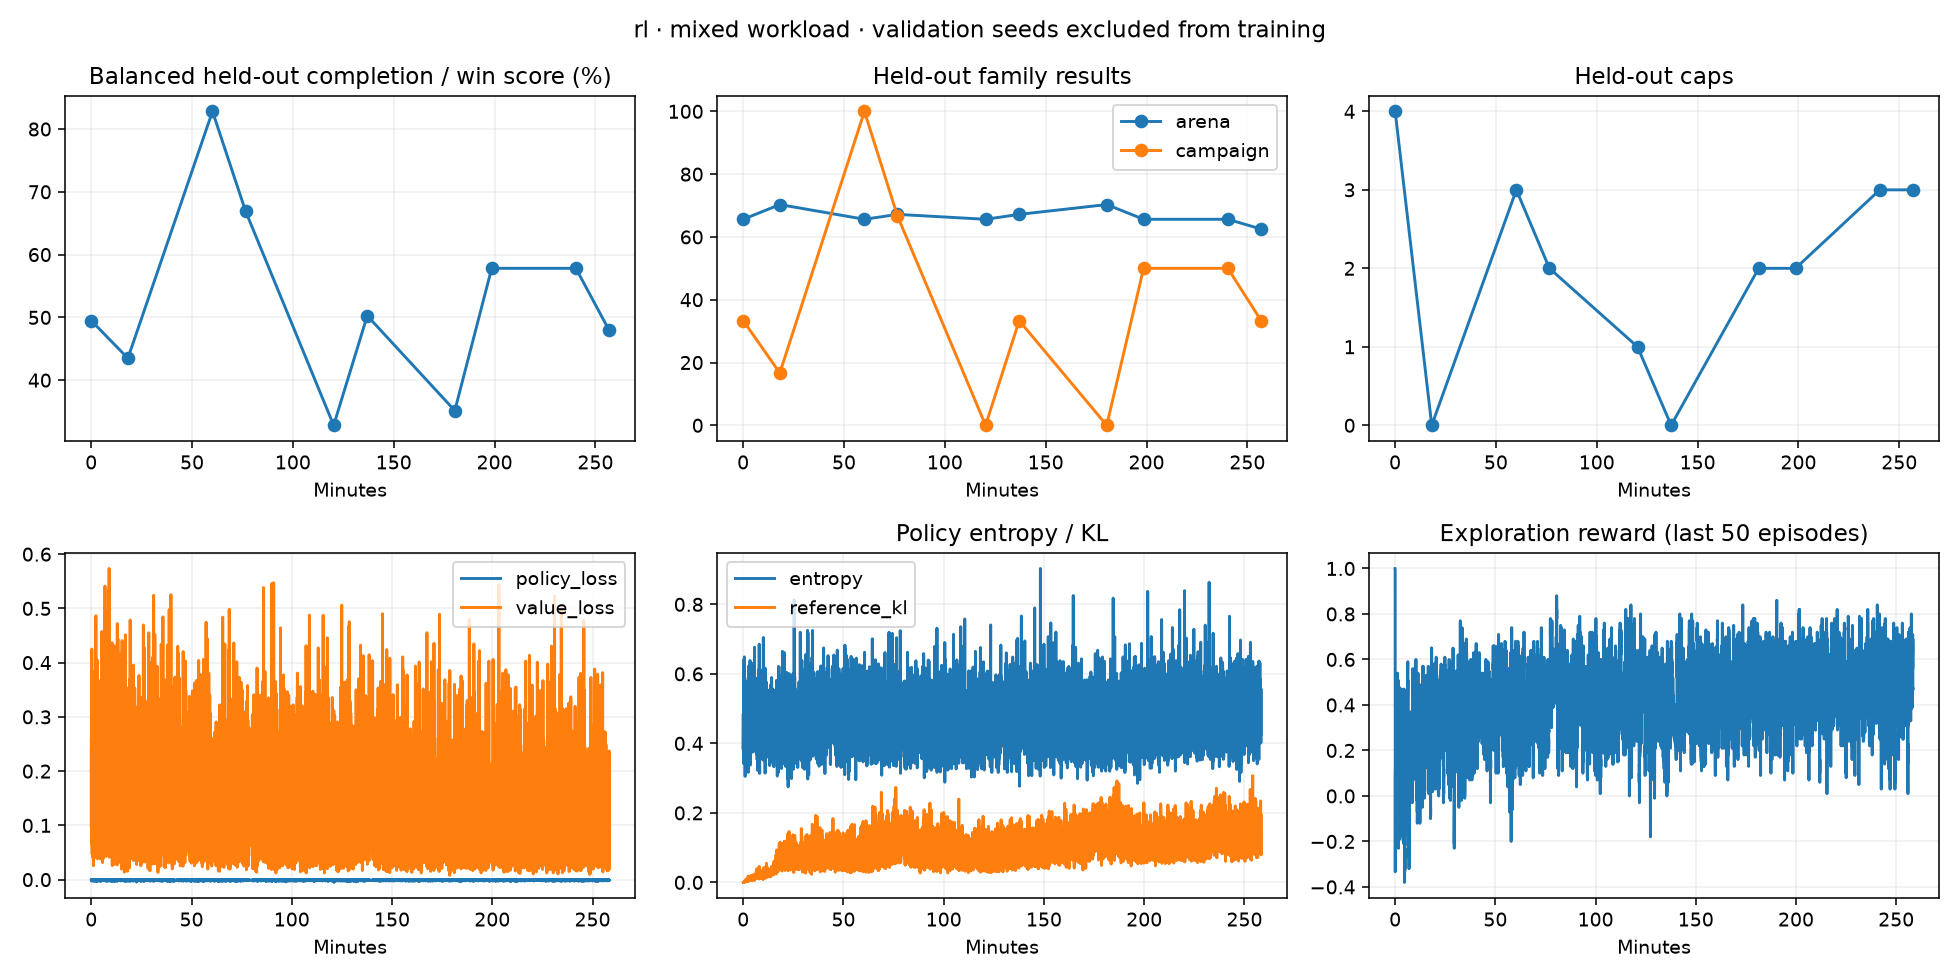 rl · mixed workload · validation seeds excluded from training
Balanced held-out completion / win score (%)
80
70
60
50
40
0 50 100 150 200 250
Minutes
Held-out family results
arena
campaign
100
80
60
40
20
0
0 50 100 150 200 250
Minutes
Held-out caps
4
3
2
1
0
0 50 100 150 200 250
Minutes
policy_loss
value_loss
0.6
0.5
0.4
0.3
0.2
0.1
0.0
0 50 100 150 200 250
Minutes
Policy entropy / KL
entropy
reference_kl
0.8
0.6
0.4
0.2
0.0
0 50 100 150 200 250
Minutes
Exploration reward (last 50 episodes)
1.0
0.8
0.6
0.4
0.2
0.0
−0.2
−0.4
0 50 100 150 200 250
Minutes